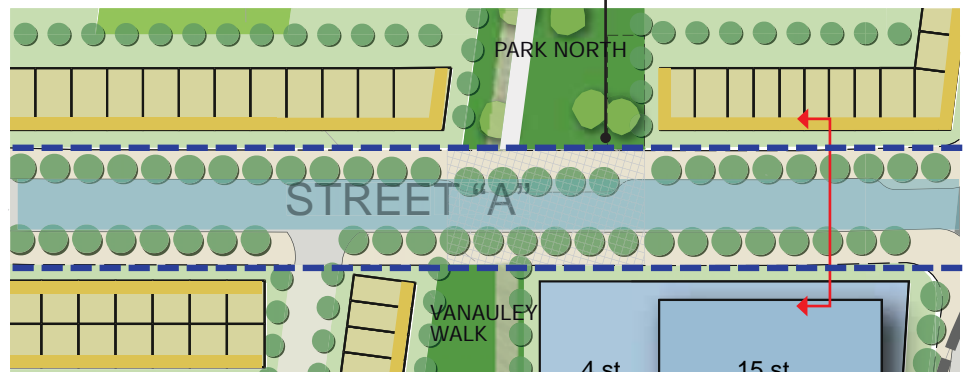 PARK NORTH
STREET “A”
VANAULEY
WALK
4 st
15 st